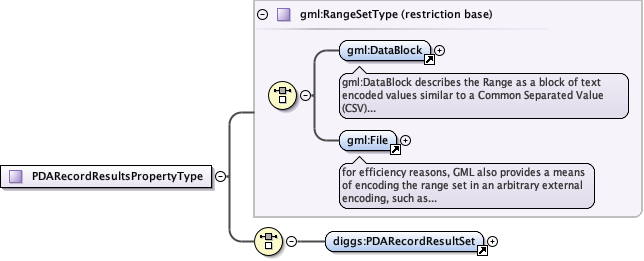 gml:RangeSetType (restriction base)
gml:DataBlock
gml:DataBlock describes the Range as a block of text
encoded values similar to a Common Separated Value
(CSV)...
gml:File
for efficiency reasons, GML also provides a means
of encoding the range set in an arbitrary external
encoding, such as...
PDARecordResultsPropertyType
diggs:PDARecordResultSet